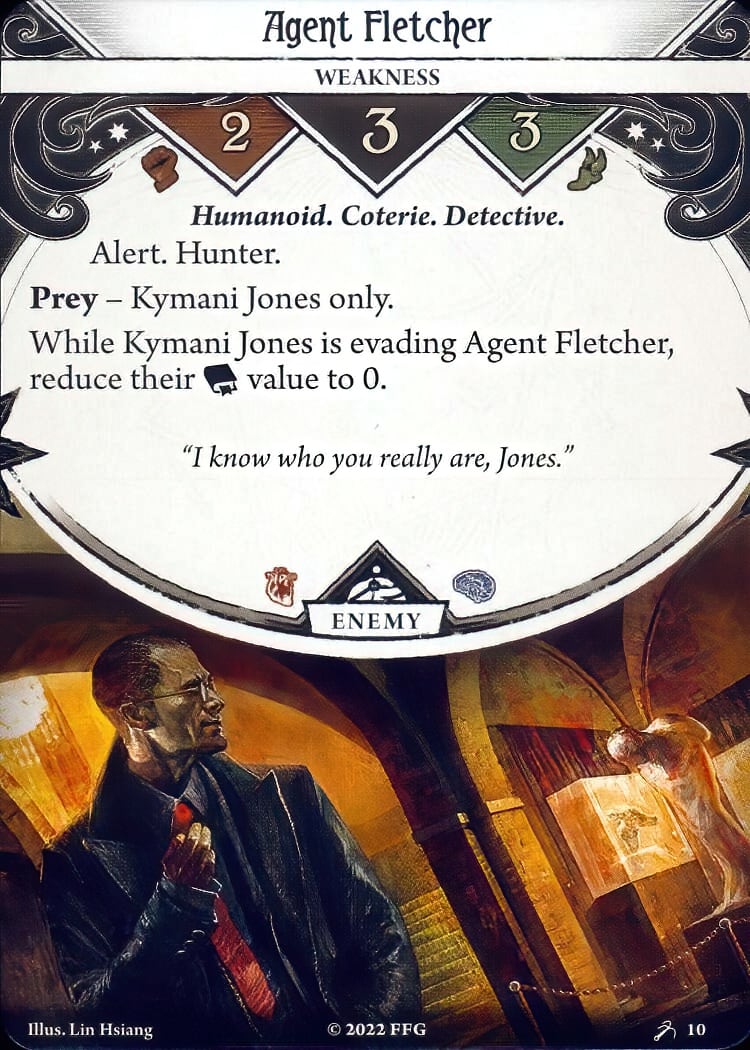 Agent Fletcher
WEAKNESS
2 3 3
Humanoid. Coterie. Detective.
Alert. Hunter.
Prey – Kymani Jones only.
While Kymani Jones is evading Agent Fletcher,
reduce their value to 0.
“I know who you really are, Jones.”
ENEMY
Illus. Lin Hsiang © 2022 FFG 10